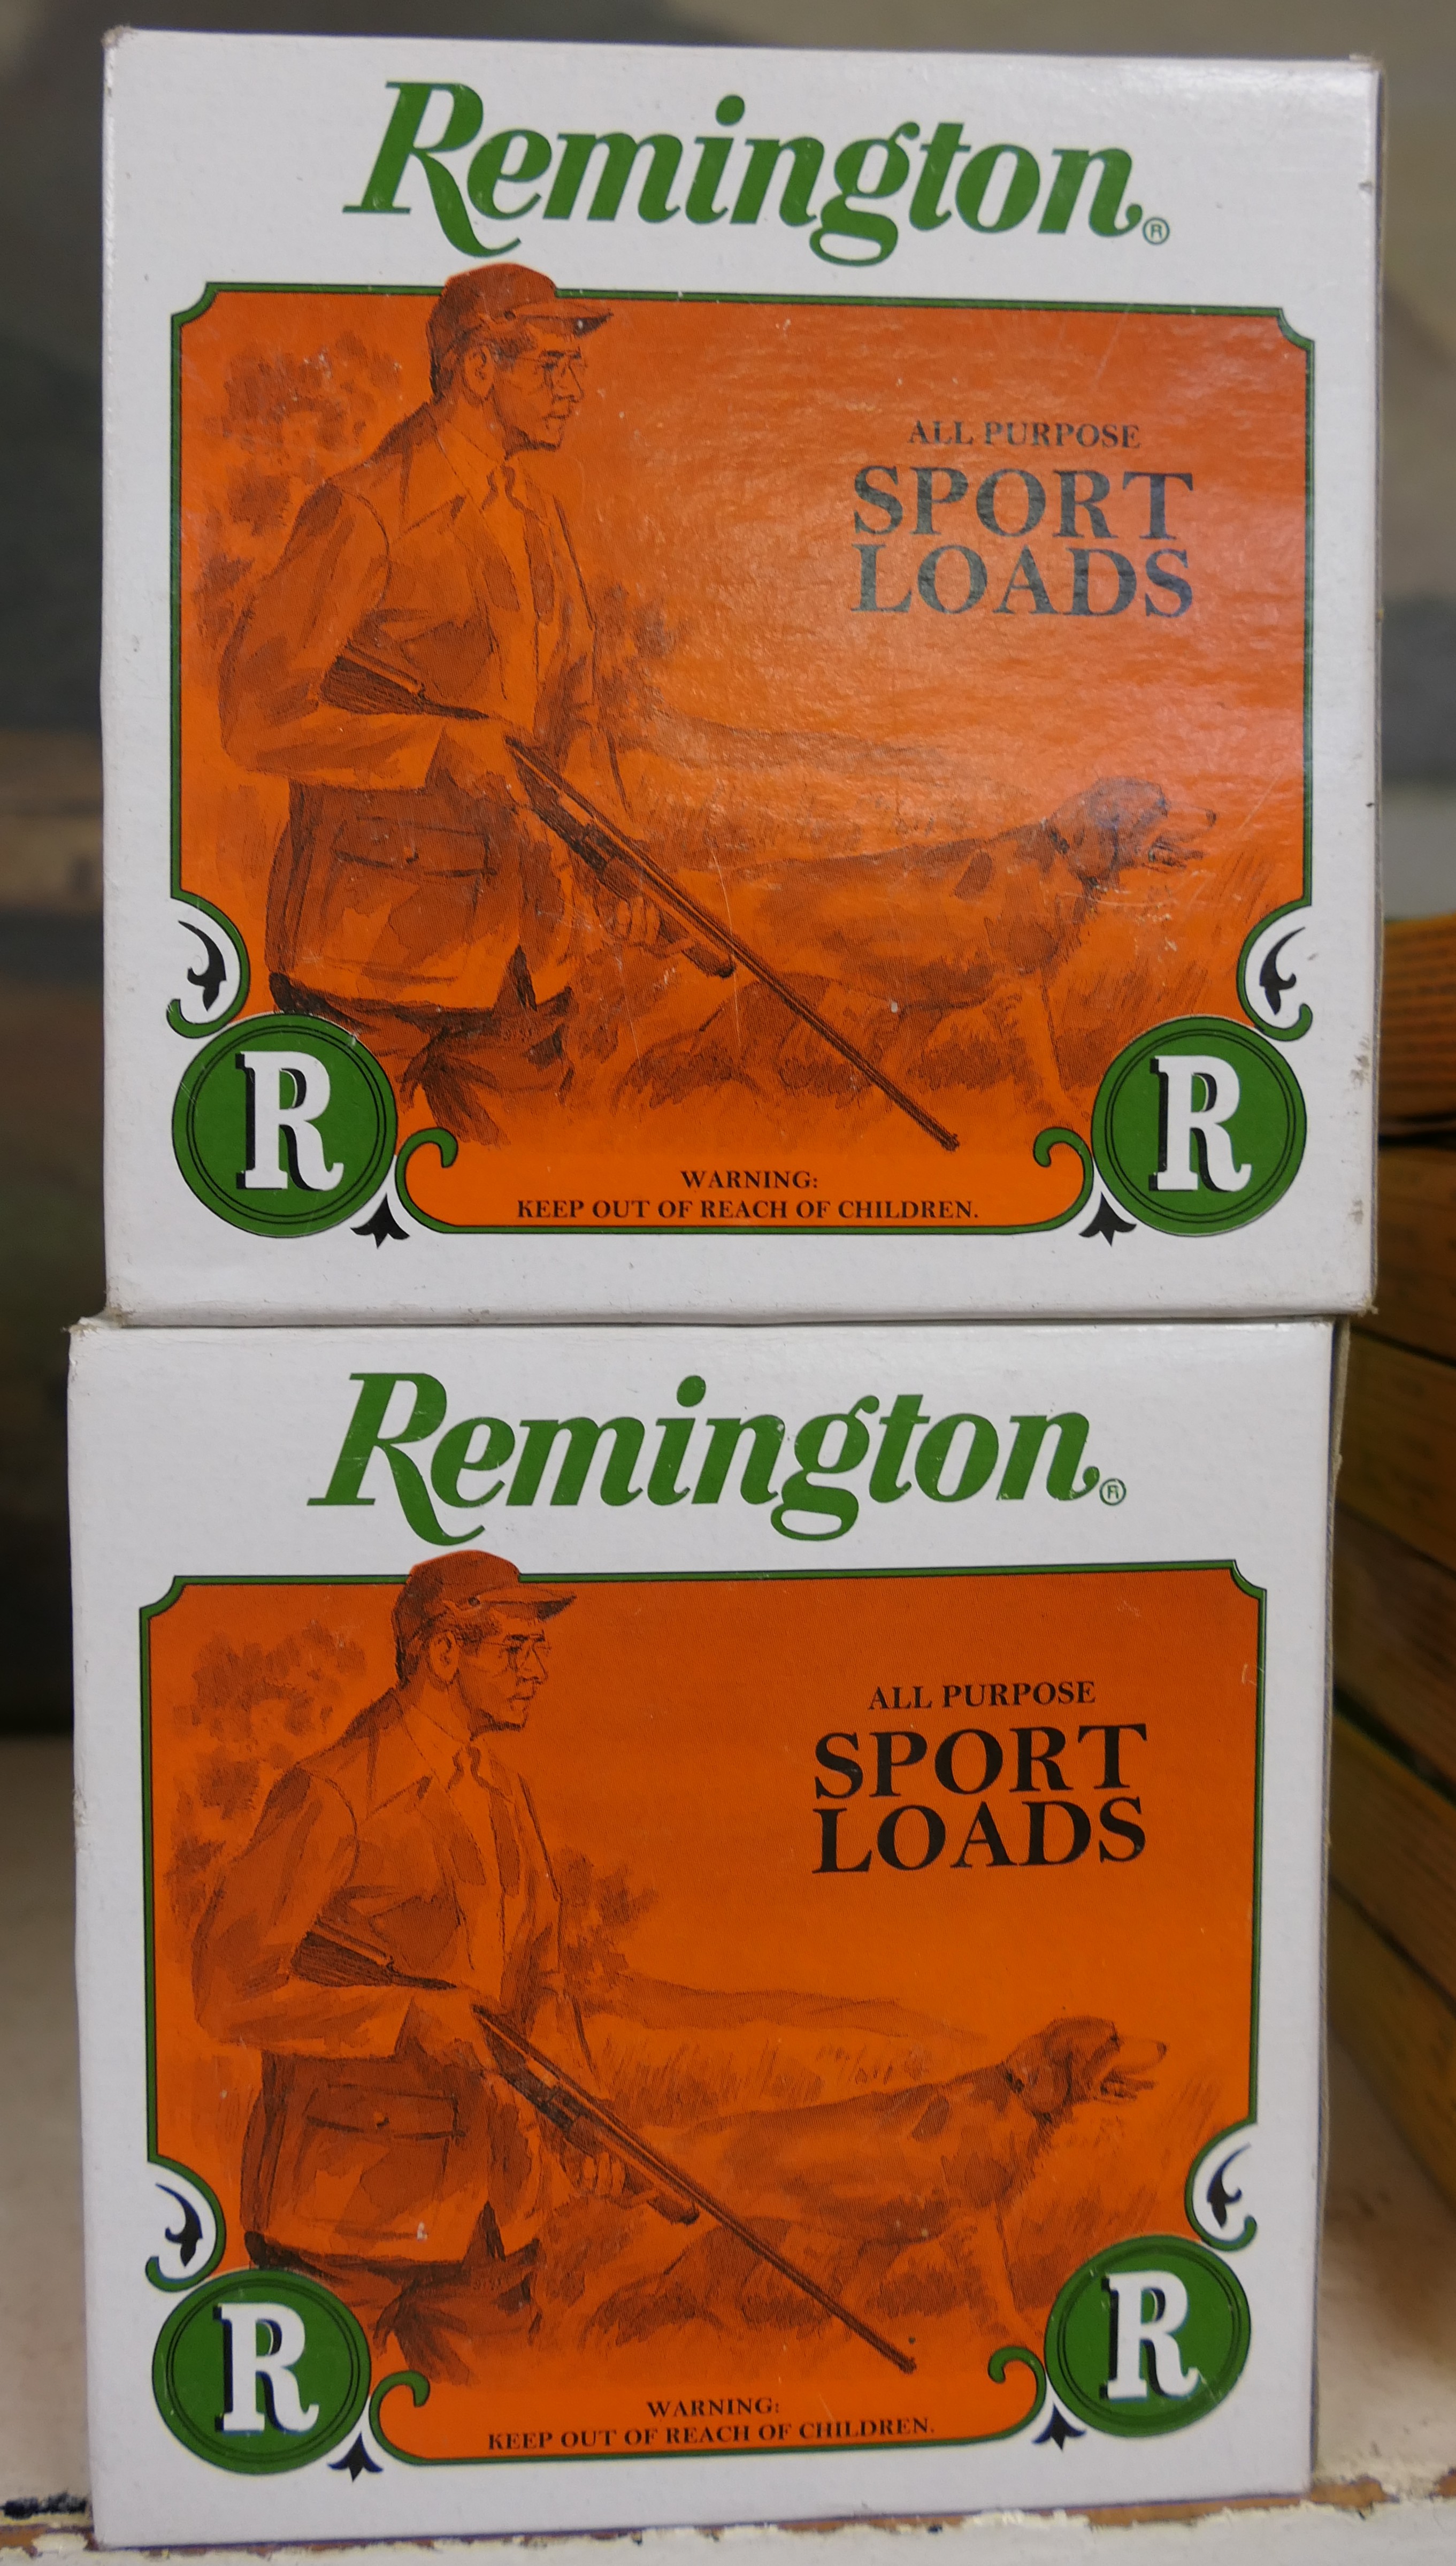 Remington®
ALL PURPOSE
SPORT
LOADS
R
R
WARNING:
KEEP OUT OF REACH OF CHILDREN.
Remington®
ALL PURPOSE
SPORT
LOADS
R
R
WARNING:
KEEP OUT OF REACH OF CHILDREN.